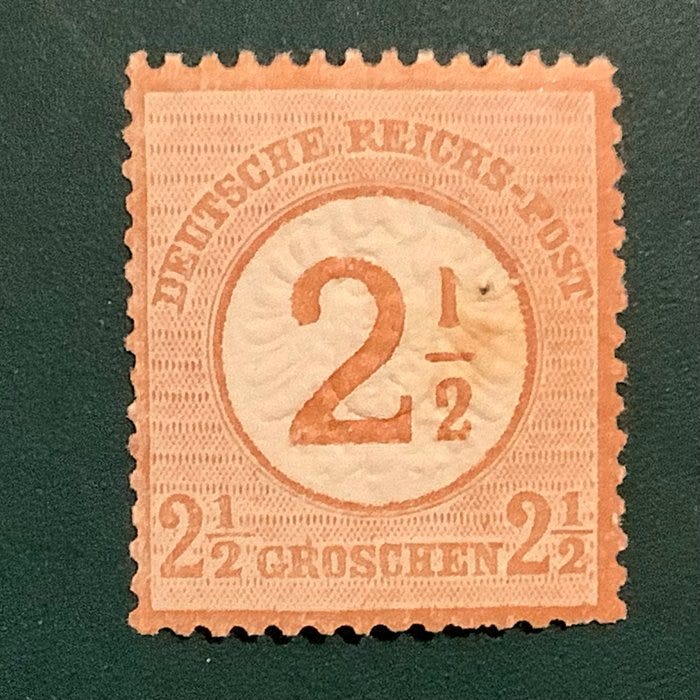 DEUTSCHE REICHS-POST
2 1/2
2 1/2 GROSCHEN 2 1/2